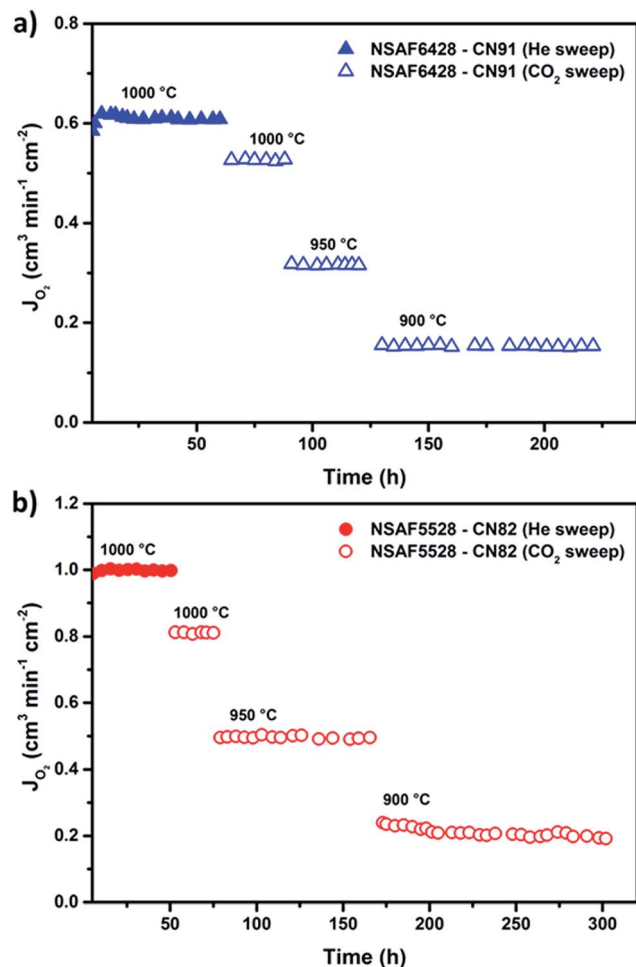 a)
0.8
NSAF6428 - CN91 (He sweep)
NSAF6428 - CN91 (CO₂ sweep)
1000 °C
0.6
1000 °C
0.4
950 °C
0.2
900 °C
0.0
50 100 150 200
J_O₂ (cm³ min⁻¹ cm⁻²)
Time (h)
b)
1.2
NSAF5528 - CN82 (He sweep)
NSAF5528 - CN82 (CO₂ sweep)
1000 °C
1.0
1000 °C
0.8
0.6
950 °C
0.4
900 °C
0.2
0.0
50 100 150 200 250 300
J_O₂ (cm³ min⁻¹ cm⁻²)
Time (h)